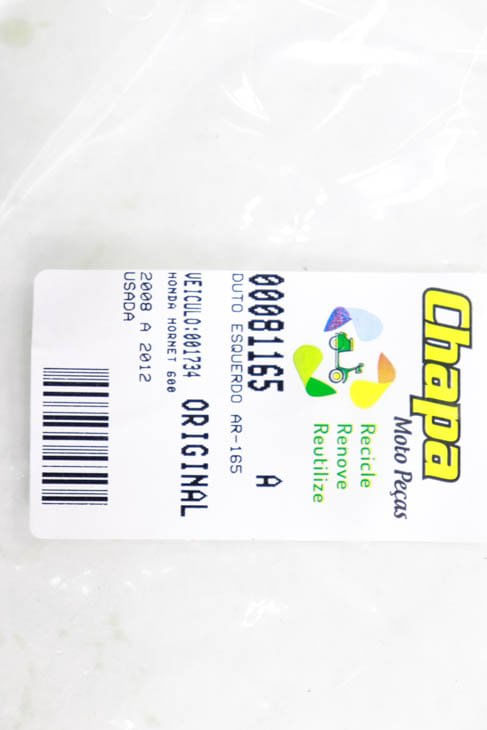 Chapa
Moto Peças
Recicle
Renove
Reutilize
00081165 A
DUTO ESQUERDO AR-165
VEICULO:001734 ORIGINAL
HONDA HORNET 600
2008 A 2012
USADA